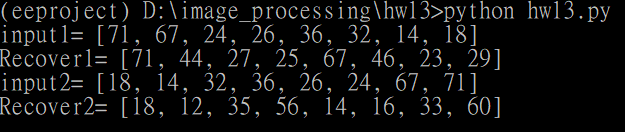 (eeproject) D:\image_processing\hw13>python hw13.py
input1= [71, 67, 24, 26, 36, 32, 14, 18]
Recover1= [71, 44, 27, 25, 67, 46, 23, 29]
input2= [18, 14, 32, 36, 26, 24, 67, 71]
Recover2= [18, 12, 35, 56, 14, 16, 33, 60]